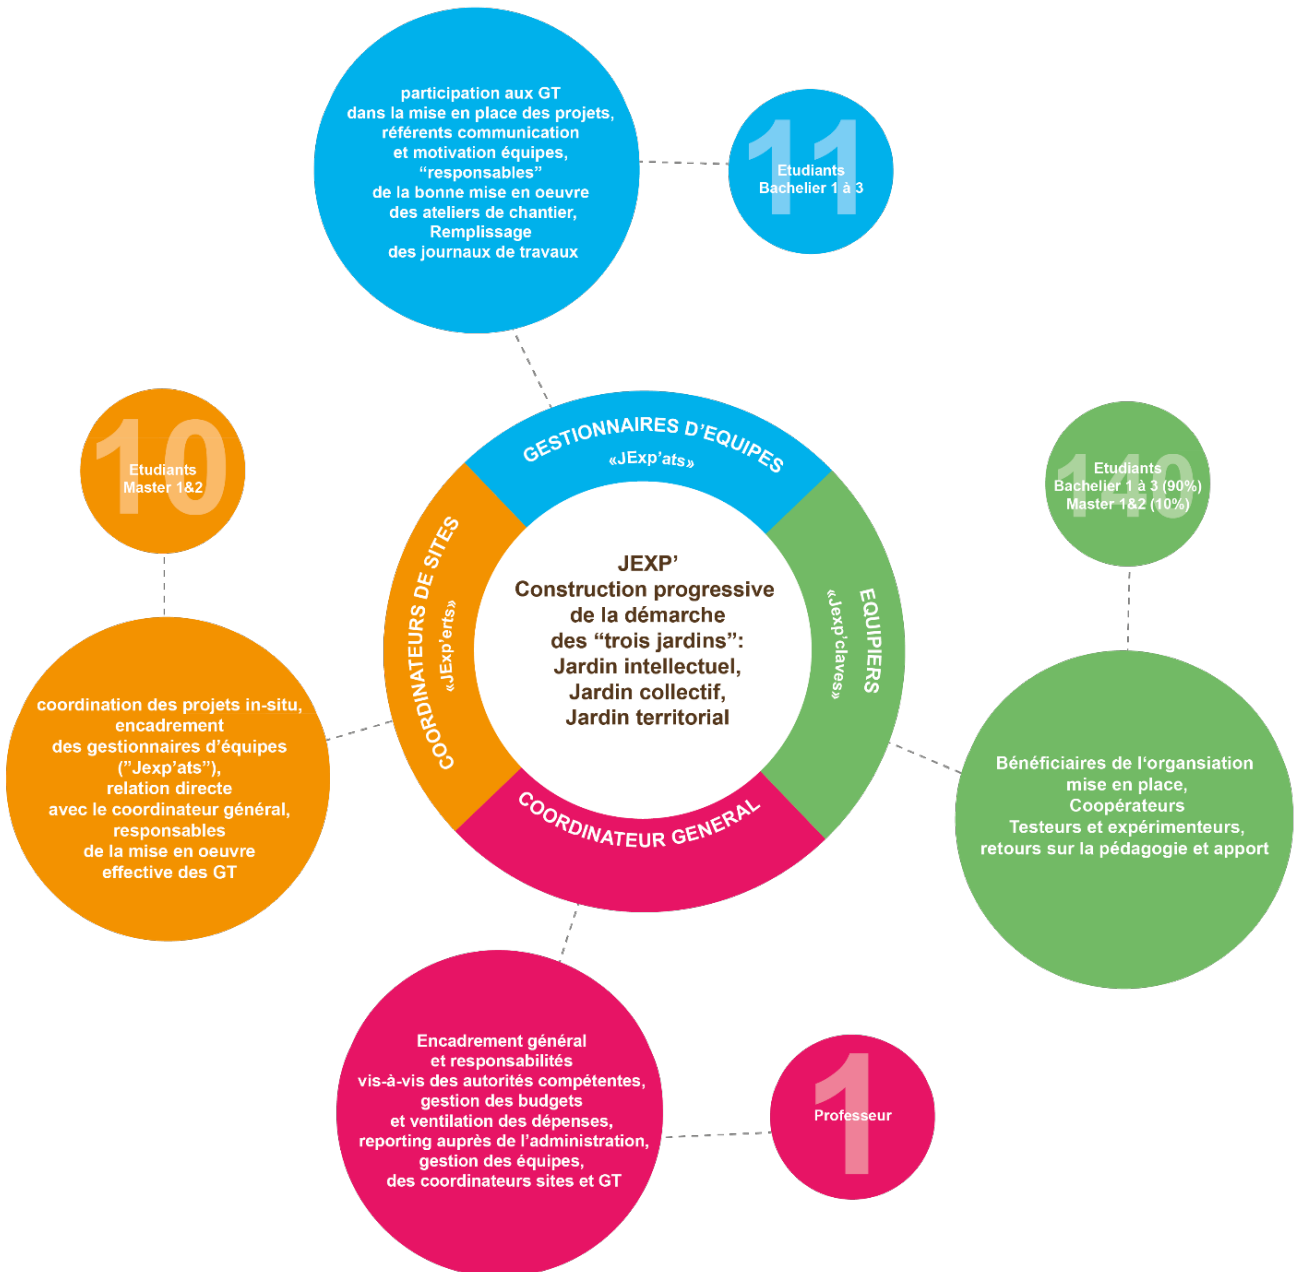 participation aux GT
dans la mise en place des projets,
référents communication
et motivation équipes,
“responsables”
de la bonne mise en oeuvre
des ateliers de chantier,
Remplissage
des journaux de travaux
11
Etudiants
Bachelier 1 à 3
10
Etudiants
Master 1&2
140
Etudiants
Bachelier 1 à 3 (90%)
Master 1&2 (10%)
GESTIONNAIRES D’EQUIPES
«JExp’ats»
COORDINATEURS DE SITES
«JExp’erts»
EQUIPIERS
«Jexp’claves»
COORDINATEUR GENERAL
JEXP’
Construction progressive
de la démarche
des “trois jardins”:
Jardin intellectuel,
Jardin collectif,
Jardin territorial
coordination des projets in-situ,
encadrement
des gestionnaires d’équipes
(”Jexp’ats”),
relation directe
avec le coordinateur général,
responsables
de la mise en oeuvre
effective des GT
Bénéficiaires de l‘organsiation
mise en place,
Coopérateurs
Testeurs et expérimenteurs,
retours sur la pédagogie et apport
Encadrement général
et responsabilités
vis-à-vis des autorités compétentes,
gestion des budgets
et ventilation des dépenses,
reporting auprès de l’administration,
gestion des équipes,
des coordinateurs sites et GT
1
Professeur